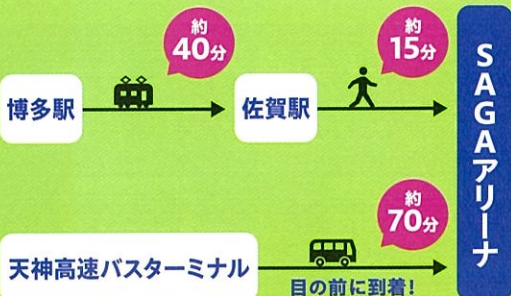 約
40分
約
15分
博多駅
佐賀駅
SAGAアリーナ
約
70分
天神高速バスターミナル
目の前に到着!